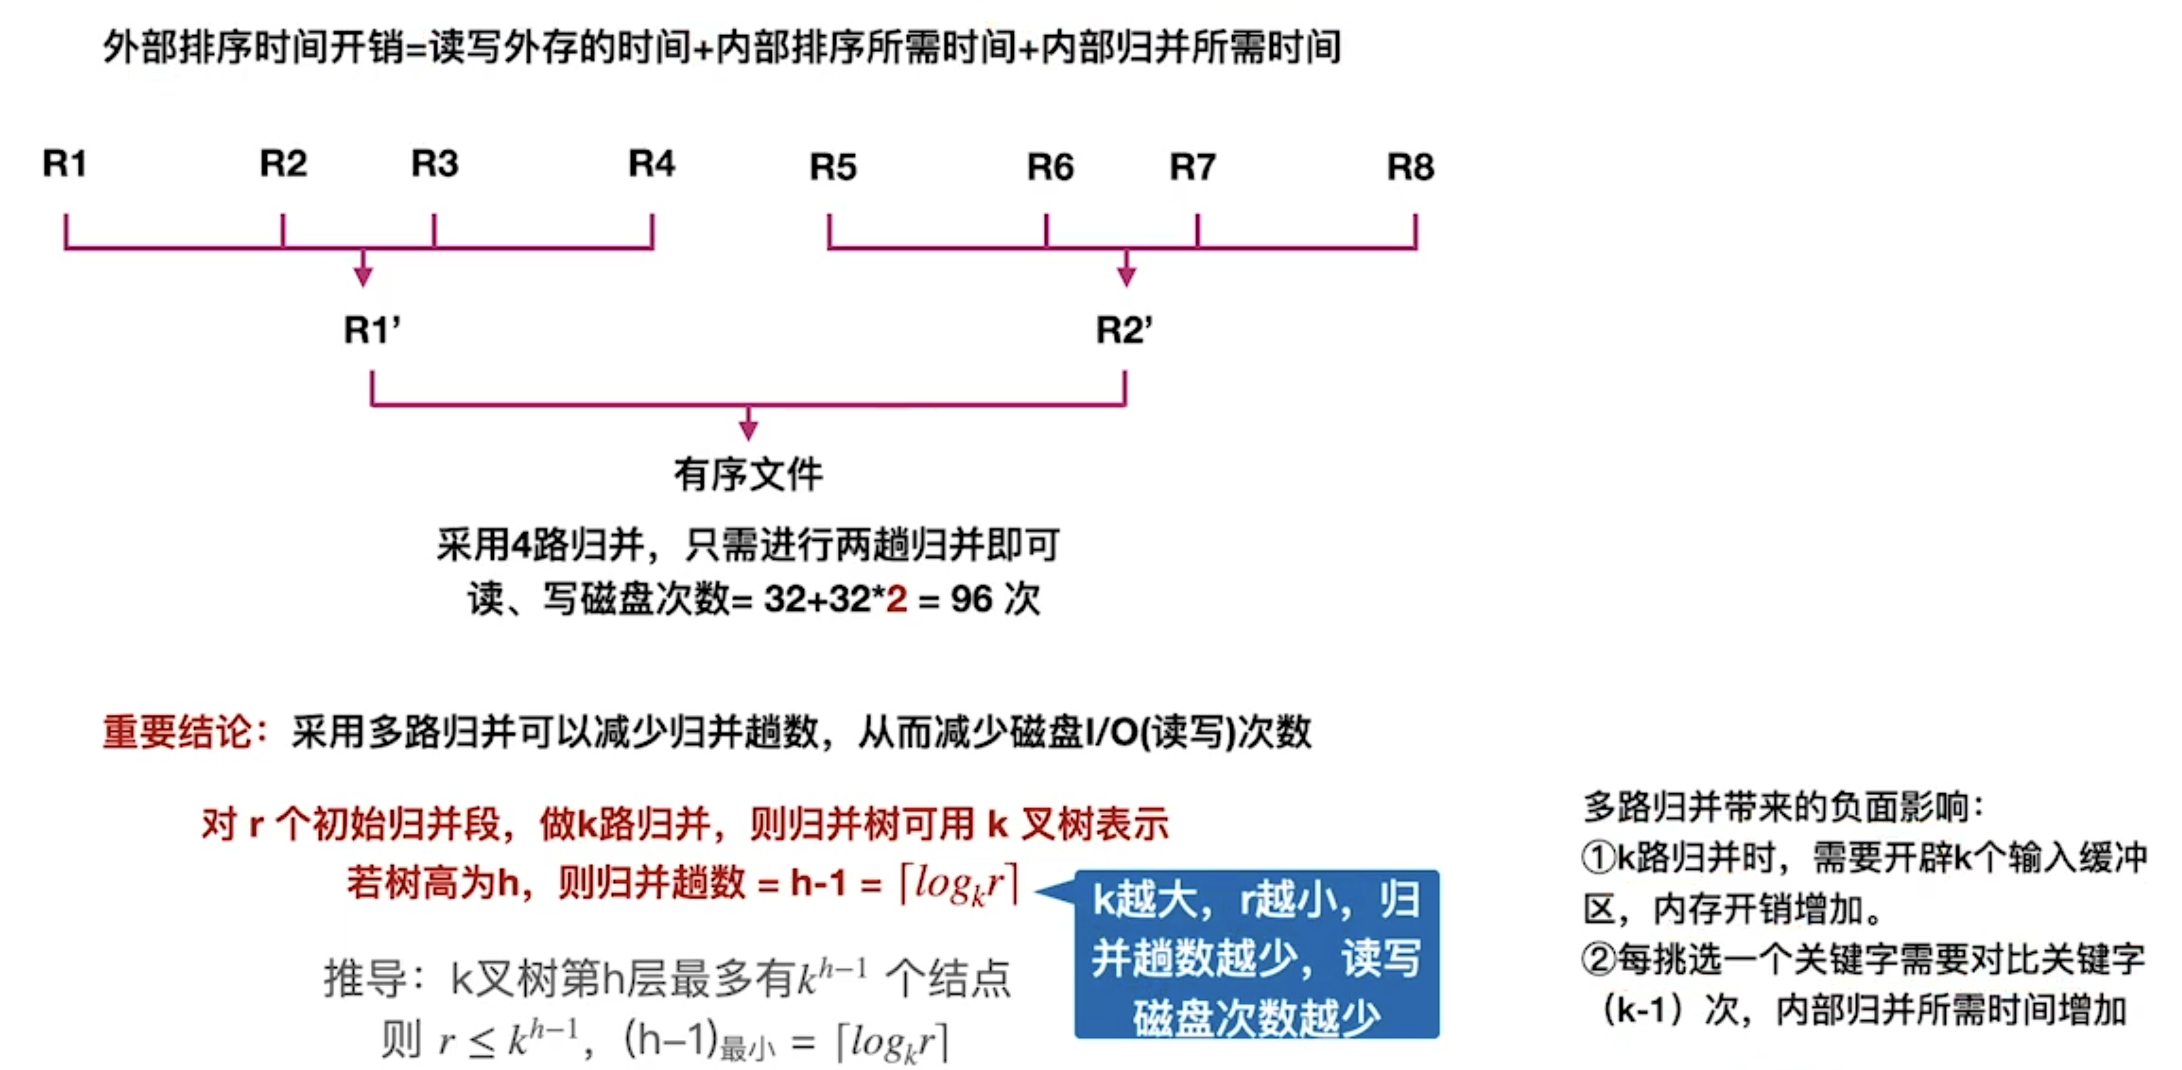 外部排序时间开销=读写外存的时间+内部排序所需时间+内部归并所需时间
R1 R2 R3 R4 R5 R6 R7 R8
R1’ R2’
有序文件
采用4路归并，只需进行两趟归并即可
读、写磁盘次数= 32+32*2 = 96 次
重要结论：采用多路归并可以减少归并趟数，从而减少磁盘I/O(读写)次数
对 r 个初始归并段，做k路归并，则归并树可用 k 叉树表示
若树高为h，则归并趟数 = h-1 = ⌈logₖr⌉
k越大，r越小，归
并趟数越少，读写
磁盘次数越少
推导：k叉树第h层最多有kʰ⁻¹ 个结点
则 r ≤ kʰ⁻¹，(h-1)最小 = ⌈logₖr⌉
多路归并带来的负面影响：
①k路归并时，需要开辟k个输入缓冲
区，内存开销增加。
②每挑选一个关键字需要对比关键字
（k-1）次，内部归并所需时间增加